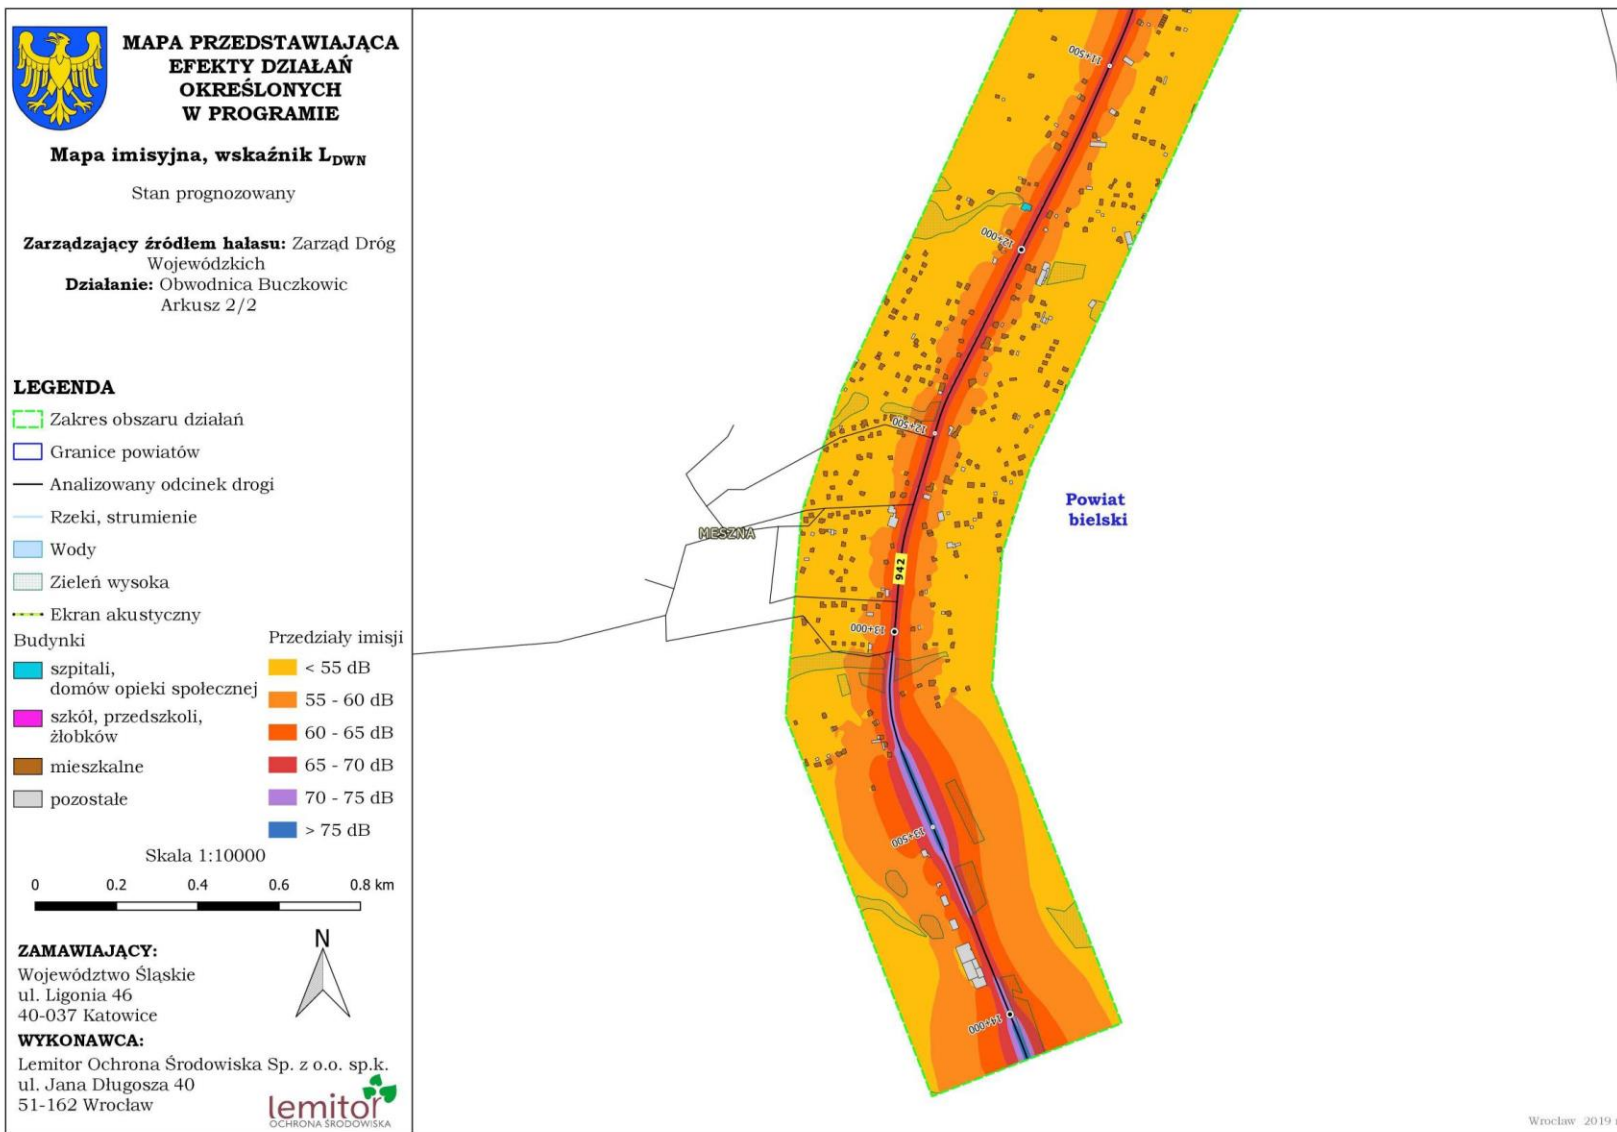 MAPA PRZEDSTAWIAJĄCA
EFEKTY DZIAŁAŃ
OKREŚLONYCH
W PROGRAMIE
Mapa imisyjna, wskaźnik LDWN
Stan prognozowany
Zarządzający źródłem hałasu: Zarząd Dróg
Wojewódzkich
Działanie: Obwodnica Buczkowic
Arkusz 2/2
LEGENDA
Zakres obszaru działań
Granice powiatów
Analizowany odcinek drogi
Rzeki, strumienie
Wody
Zieleń wysoka
Ekran akustyczny
Budynki
szpitali,
domów opieki społecznej
szkół, przedszkoli,
żłobków
mieszkalne
pozostałe
Przedziały imisji
< 55 dB
55 - 60 dB
60 - 65 dB
65 - 70 dB
70 - 75 dB
> 75 dB
Skala 1:10000
0 0.2 0.4 0.6 0.8 km
ZAMAWIAJĄCY:
Województwo Śląskie
ul. Ligonia 46
40-037 Katowice
N
WYKONAWCA:
Lemitor Ochrona Środowiska Sp. z o.o. sp.k.
ul. Jana Długosza 40
51-162 Wrocław
lemitor
OCHRONA ŚRODOWISKA
11+500
12+000
12+500
Powiat
bielski
MESZNA
942
13+000
13+500
14+000
Wrocław 2019 r